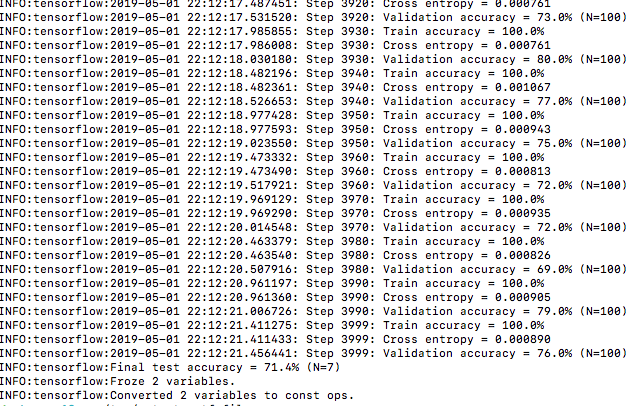 INFO:tensorflow:2019-05-01 22:12:17.487451: Step 3920: Cross entropy = 0.000761
INFO:tensorflow:2019-05-01 22:12:17.531520: Step 3920: Validation accuracy = 73.0% (N=100)
INFO:tensorflow:2019-05-01 22:12:17.985855: Step 3930: Train accuracy = 100.0%
INFO:tensorflow:2019-05-01 22:12:17.986008: Step 3930: Cross entropy = 0.000761
INFO:tensorflow:2019-05-01 22:12:18.030180: Step 3930: Validation accuracy = 80.0% (N=100)
INFO:tensorflow:2019-05-01 22:12:18.482196: Step 3940: Train accuracy = 100.0%
INFO:tensorflow:2019-05-01 22:12:18.482361: Step 3940: Cross entropy = 0.001067
INFO:tensorflow:2019-05-01 22:12:18.526653: Step 3940: Validation accuracy = 77.0% (N=100)
INFO:tensorflow:2019-05-01 22:12:18.977428: Step 3950: Train accuracy = 100.0%
INFO:tensorflow:2019-05-01 22:12:18.977593: Step 3950: Cross entropy = 0.000943
INFO:tensorflow:2019-05-01 22:12:19.023550: Step 3950: Validation accuracy = 75.0% (N=100)
INFO:tensorflow:2019-05-01 22:12:19.473332: Step 3960: Train accuracy = 100.0%
INFO:tensorflow:2019-05-01 22:12:19.473490: Step 3960: Cross entropy = 0.000813
INFO:tensorflow:2019-05-01 22:12:19.517921: Step 3960: Validation accuracy = 72.0% (N=100)
INFO:tensorflow:2019-05-01 22:12:19.969129: Step 3970: Train accuracy = 100.0%
INFO:tensorflow:2019-05-01 22:12:19.969290: Step 3970: Cross entropy = 0.000935
INFO:tensorflow:2019-05-01 22:12:20.014548: Step 3970: Validation accuracy = 72.0% (N=100)
INFO:tensorflow:2019-05-01 22:12:20.463379: Step 3980: Train accuracy = 100.0%
INFO:tensorflow:2019-05-01 22:12:20.463540: Step 3980: Cross entropy = 0.000826
INFO:tensorflow:2019-05-01 22:12:20.507916: Step 3980: Validation accuracy = 69.0% (N=100)
INFO:tensorflow:2019-05-01 22:12:20.961197: Step 3990: Train accuracy = 100.0%
INFO:tensorflow:2019-05-01 22:12:20.961360: Step 3990: Cross entropy = 0.000905
INFO:tensorflow:2019-05-01 22:12:21.006726: Step 3990: Validation accuracy = 79.0% (N=100)
INFO:tensorflow:2019-05-01 22:12:21.411275: Step 3999: Train accuracy = 100.0%
INFO:tensorflow:2019-05-01 22:12:21.411433: Step 3999: Cross entropy = 0.000890
INFO:tensorflow:2019-05-01 22:12:21.456441: Step 3999: Validation accuracy = 76.0% (N=100)
INFO:tensorflow:Final test accuracy = 71.4% (N=7)
INFO:tensorflow:Froze 2 variables.
INFO:tensorflow:Converted 2 variables to const ops.